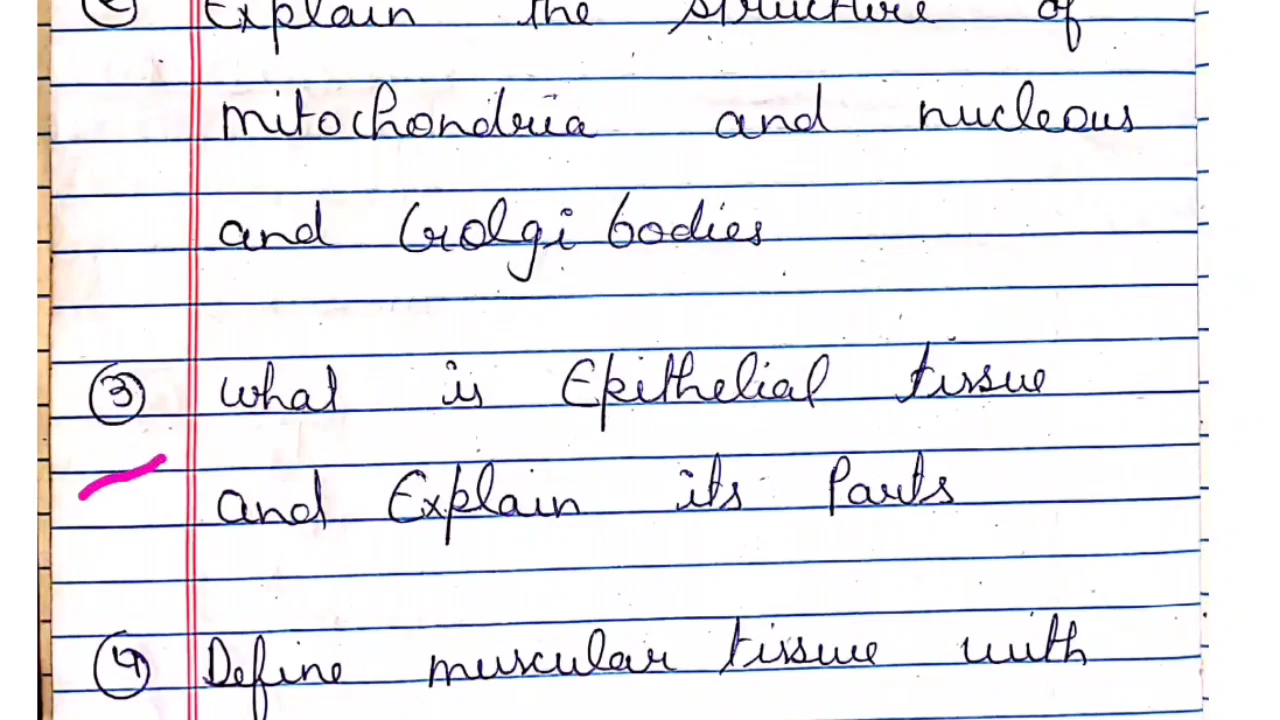 ② Explain the structure of
mitochondria and nucleous
and Golgi bodies
③ what is Epithelial tissue
and Explain its Parts
④ Define muscular tissue with